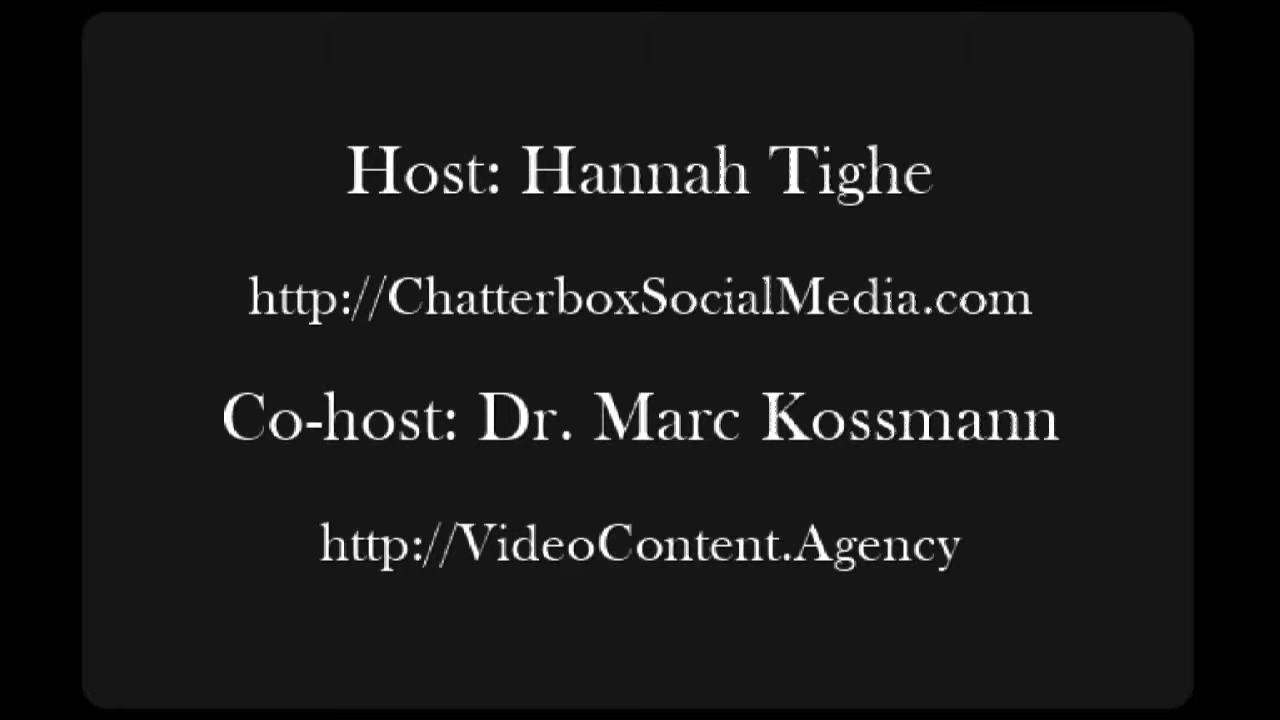 Host: Hannah Tighe
http://ChatterboxSocialMedia.com
Co-host: Dr. Marc Kossmann
http://VideoContent.Agency